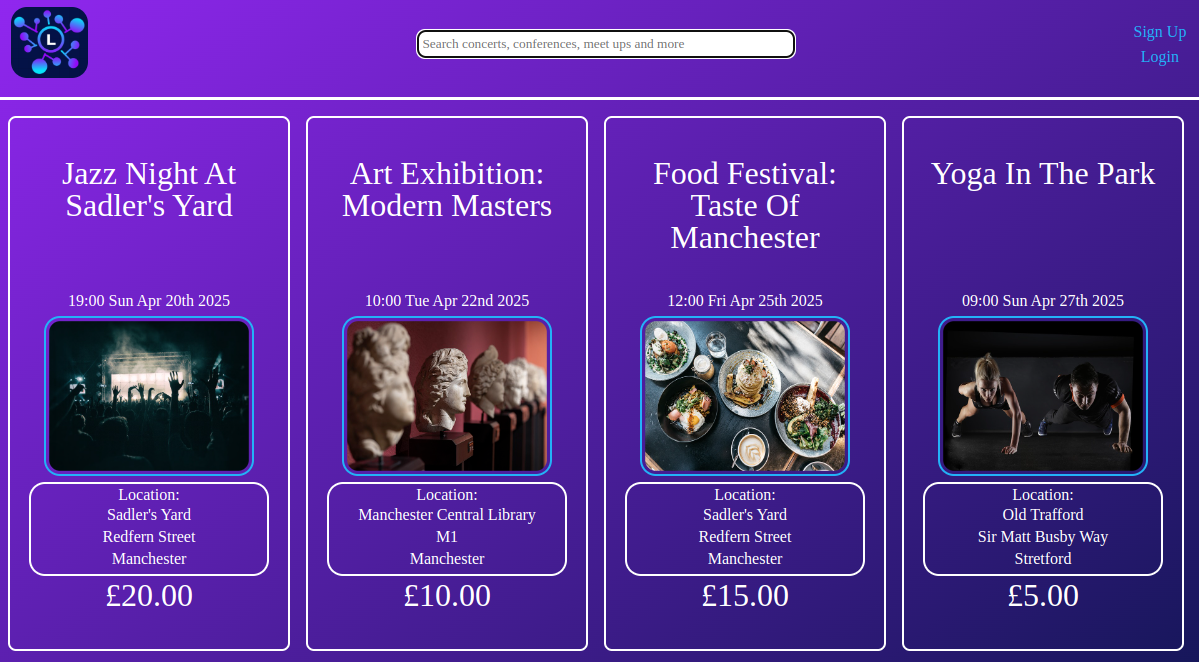 L
Search concerts, conferences, meet ups and more
Sign Up
Login
Jazz Night At
Sadler's Yard
19:00 Sun Apr 20th 2025
Location:
Sadler's Yard
Redfern Street
Manchester
£20.00
Art Exhibition:
Modern Masters
10:00 Tue Apr 22nd 2025
Location:
Manchester Central Library
M1
Manchester
£10.00
Food Festival:
Taste Of
Manchester
12:00 Fri Apr 25th 2025
Location:
Sadler's Yard
Redfern Street
Manchester
£15.00
Yoga In The Park
09:00 Sun Apr 27th 2025
Location:
Old Trafford
Sir Matt Busby Way
Stretford
£5.00